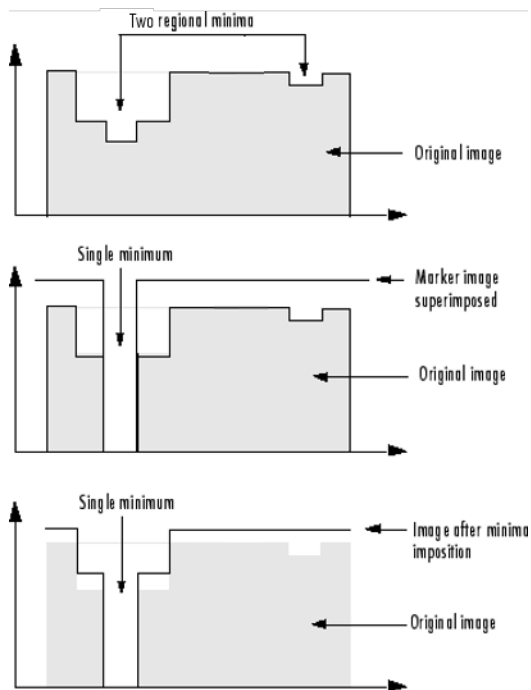 Two regional minima
Original image
Single minimum
Marker image
superimposed
Original image
Single minimum
Image after minima
imposition
Original image